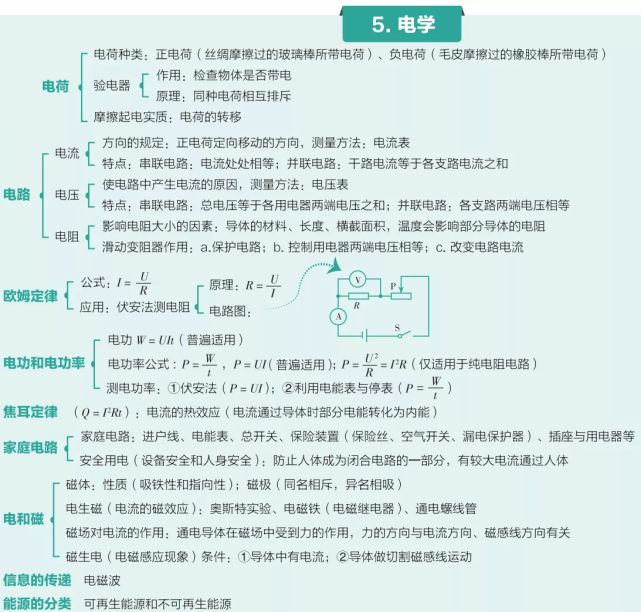 5. 电学
电荷
电荷种类：正电荷（丝绸摩擦过的玻璃棒所带电荷）、负电荷（毛皮摩擦过的橡胶棒所带电荷）
验电器
作用：检查物体是否带电
原理：同种电荷相互排斥
摩擦起电实质：电荷的转移
电路
电流
方向的规定：正电荷定向移动的方向，测量方法：电流表
特点：串联电路：电流处处相等；并联电路：干路电流等于各支路电流之和
电压
使电路中产生电流的原因，测量方法：电压表
特点：串联电路：总电压等于各用电器两端电压之和；并联电路：各支路两端电压相等
电阻
影响电阻大小的因素：导体的材料、长度、横截面积，温度会影响部分导体的电阻
滑动变阻器作用：a.保护电路；b. 控制用电器两端电压相等；c. 改变电路电流
欧姆定律
公式：I = U/R
应用：伏安法测电阻
原理：R = U/I
电路图：
V
P
R
A
S
电功和电功率
电功 W = UIt（普遍适用）
电功率公式：P = W/t，P = UI（普遍适用）；P = U²/R = I²R（仅适用于纯电阻电路）
测电功率：①伏安法（P = UI）；②利用电能表与停表（P = W/t）
焦耳定律 （Q = I²Rt）：电流的热效应（电流通过导体时部分电能转化为内能）
家庭电路
家庭电路：进户线、电能表、总开关、保险装置（保险丝、空气开关、漏电保护器）、插座与用电器等
安全用电（设备安全和人身安全）：防止人体成为闭合电路的一部分，有较大电流通过人体
电和磁
磁体：性质（吸铁性和指向性）；磁极（同名相斥，异名相吸）
电生磁（电流的磁效应）：奥斯特实验、电磁铁（电磁继电器）、通电螺线管
磁场对电流的作用：通电导体在磁场中受到力的作用，力的方向与电流方向、磁感线方向有关
磁生电（电磁感应现象）条件：①导体中有电流；②导体做切割磁感线运动
信息的传递 电磁波
能源的分类 可再生能源和不可再生能源